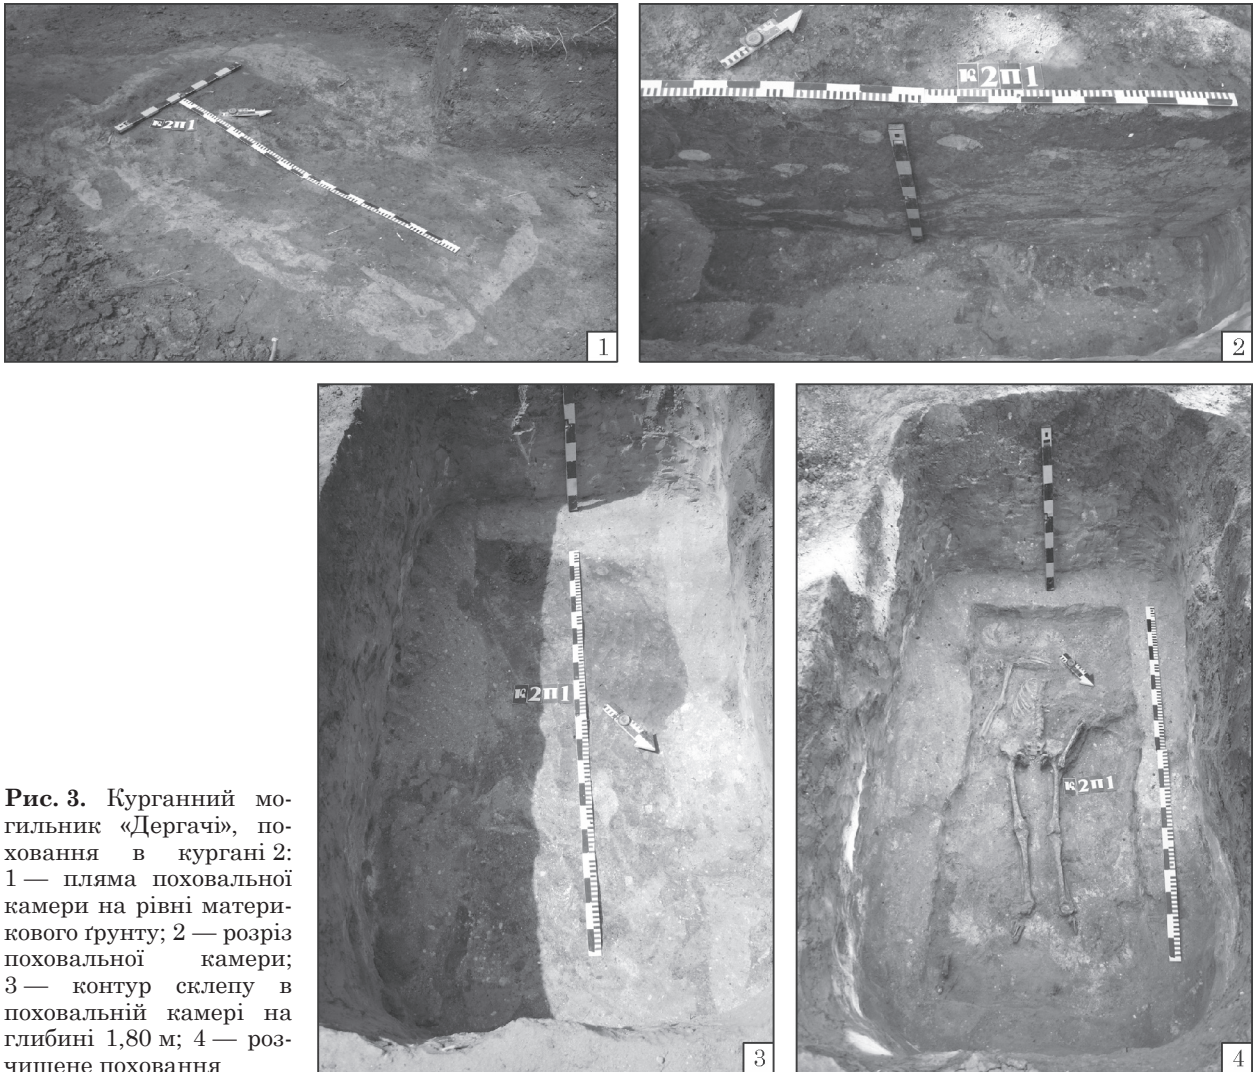 к2п1
1
к2п1
2
к2п1
3
к2п1
4
Рис. 3. Курганний мо-
гильник «Дергачі», по-
ховання в кургані 2:
1 — пляма поховальної
камери на рівні матери-
кового ґрунту; 2 — розріз
поховальної камери;
3 — контур склепу в
поховальній камері на
глибині 1,80 м; 4 — роз-
чищене поховання